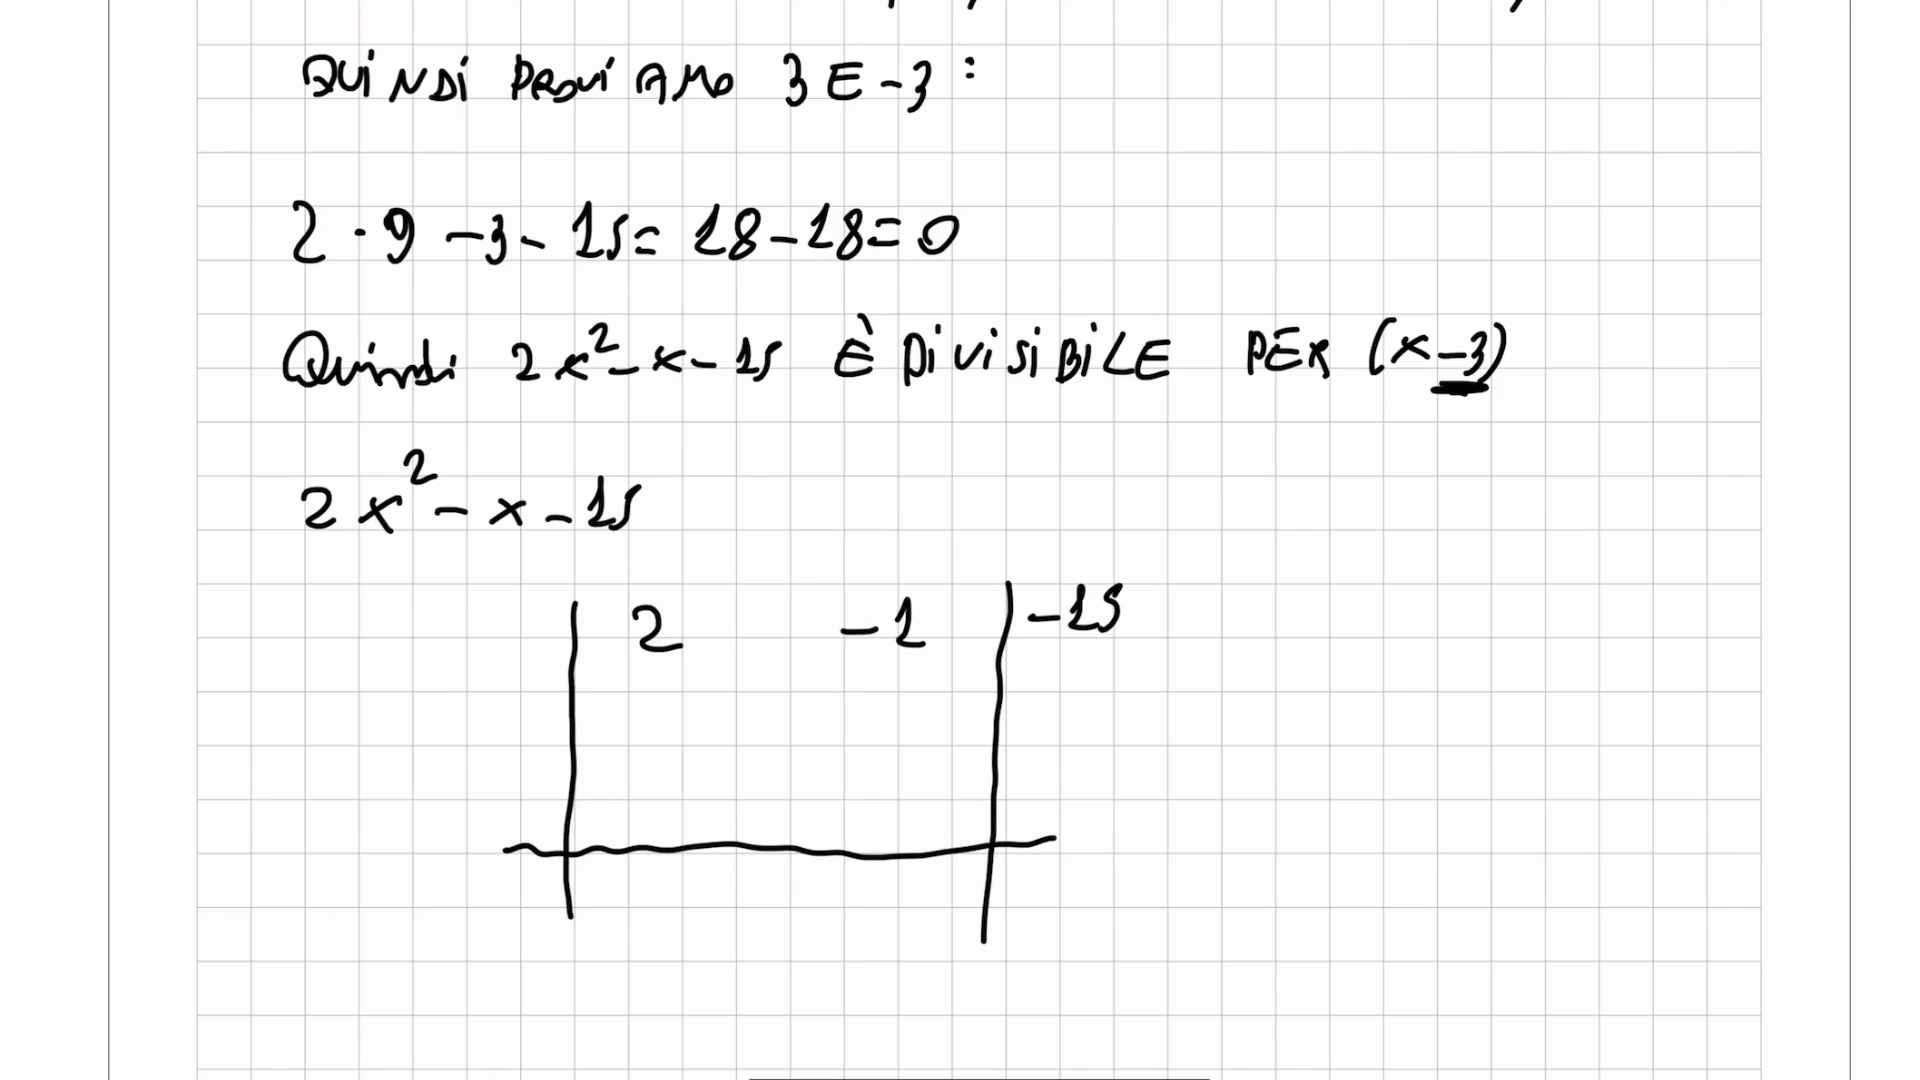 QUINDI PROVIAMO 3 E -3:
2 · 9 - 3 - 15 = 18 - 18 = 0
Quindi 2x² - x - 15 È DIVISIBILE PER (x - 3)
2x² - x - 15
2 -1 -15